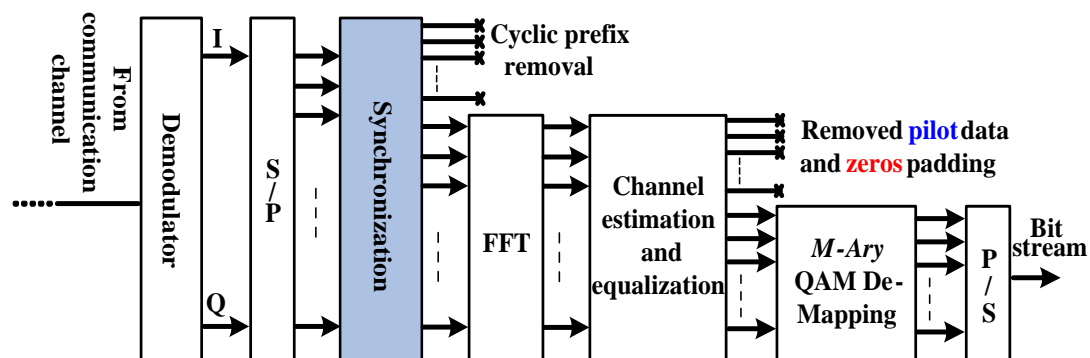 From
communication
channel
Demodulator
I
Q
S
/
P
Synchronization
Cyclic prefix
removal
FFT
Channel
estimation
and
equalization
Removed pilot data
and zeros padding
M-Ary
QAM De-
Mapping
P
/
S
Bit
stream